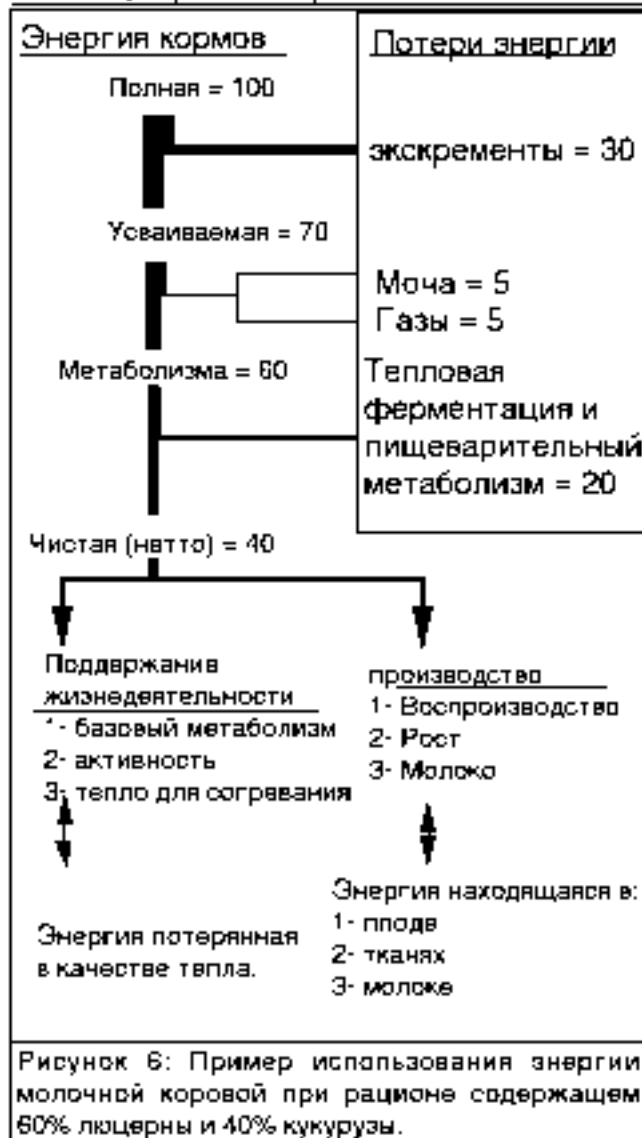 Энергия кормов
Полная = 100
Усваиваемая = 70
Метаболизма = 60
Чистая (нетто) = 40
Потери энергии
экскременты = 30
Моча = 5
Газы = 5
Тепловая
ферментация и
пищеварительный
метаболизм = 20
Поддержание
жизнедеятельности
1- базовый метаболизм
2- активность
3- тепло для согревания
Энергия потерянная
в качестве тепла.
производство
1- Воспроизводство
2- Рост
3- Молоко
Энергия находящаяся в:
1- плоде
2- тканях
3- молоке
Рисунок 6: Пример использования энергии
молочной коровой при рационе содержащем
60% люцерны и 40% кукурузы.